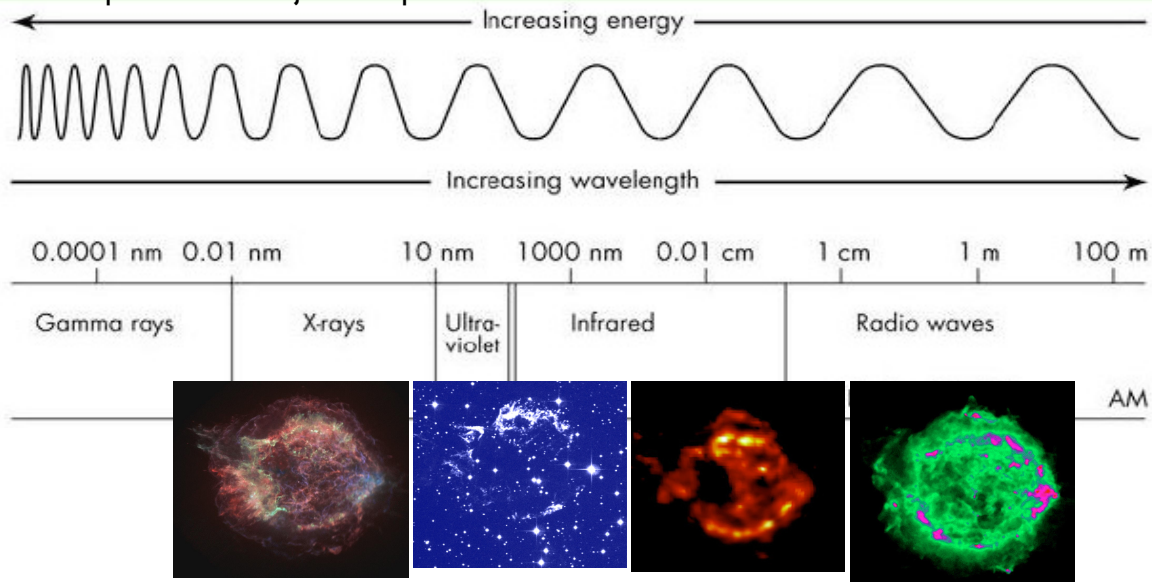 Increasing energy
Increasing wavelength
0.0001 nm 0.01 nm 10 nm 1000 nm 0.01 cm 1 cm 1 m 100 m
Gamma rays X-rays Ultra- Infrared Radio waves
violet
AM